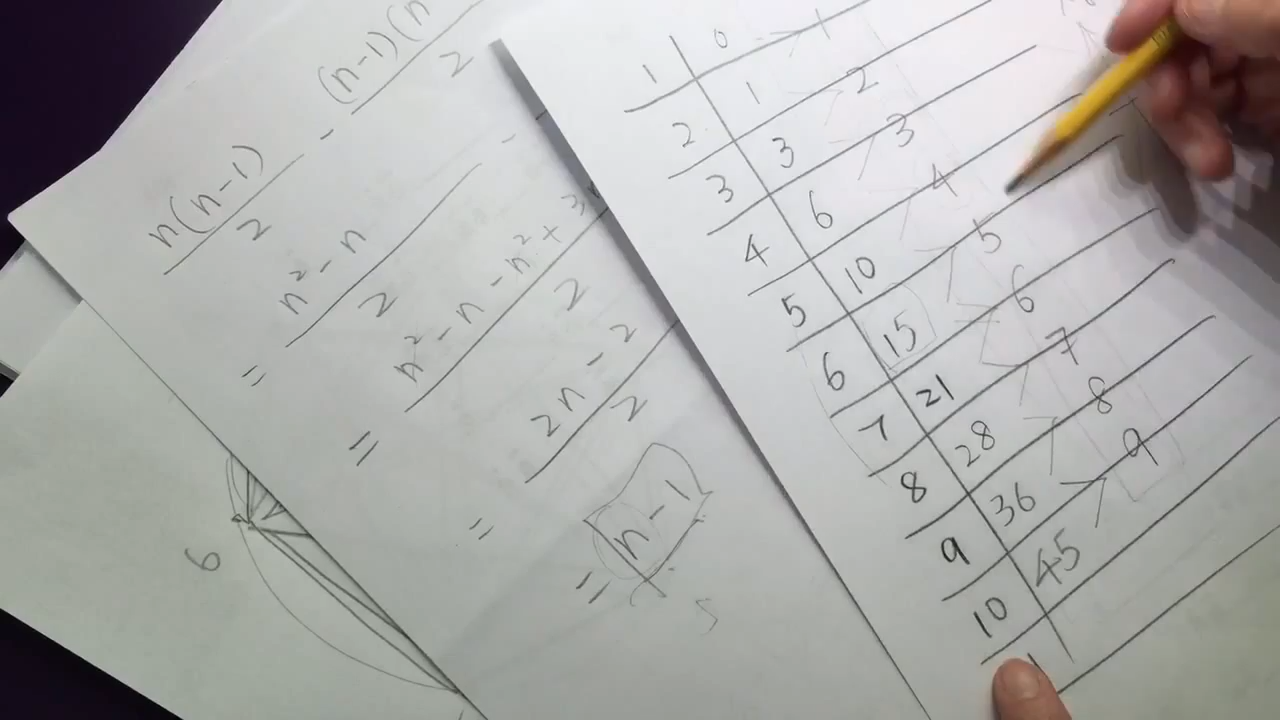 n(n-1)/2 - (n-1)(n
= n² - n/2 -
= n² - n - n² + 3n/2
= 2n - 2/2
= n - 1
5
6
1 0 1
2 1 2
3 3 3
4 6 4
5 10 5
6 15 6
7 21 7
8 28 8
9 36 9
10 45